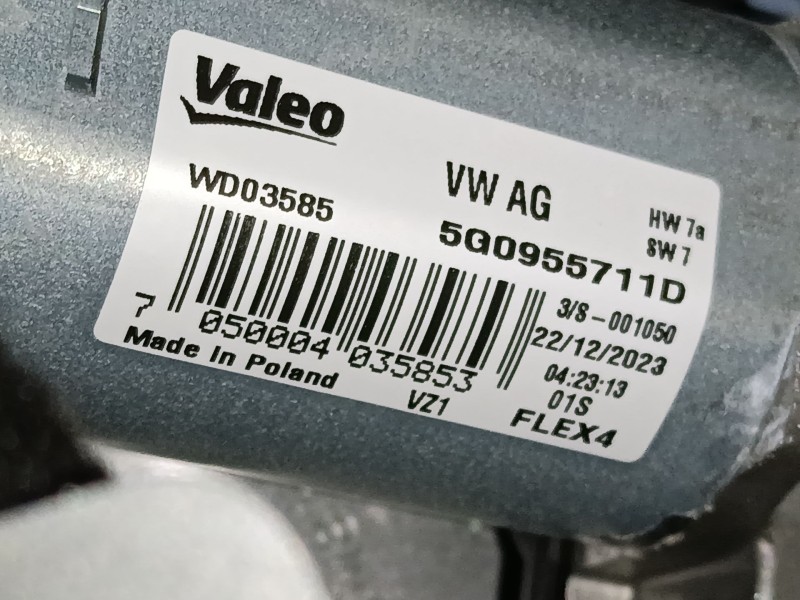 Valeo
VW AG
HW 7a
SW 7
WD03585
5G0955711D
3/8-001050
7 050004 035853
22/12/2023
04:23:13
Made in Poland
VZ1
01S
FLEX4